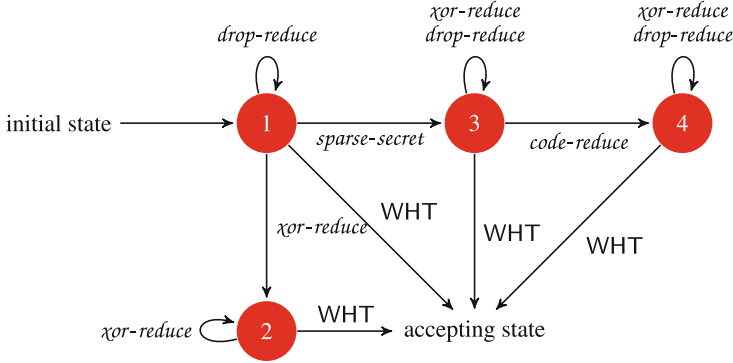 xor-reduce
xor-reduce
drop-reduce
drop-reduce
drop-reduce
initial state
1
3
4
sparse-secret
code-reduce
WHT
xor-reduce
WHT
WHT
xor-reduce
2
WHT
accepting state